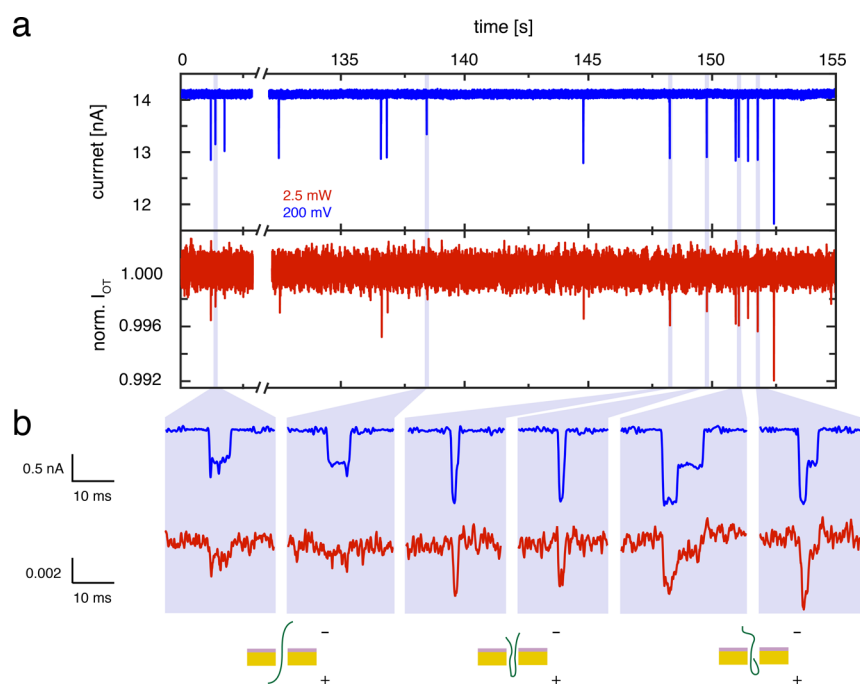 a
time [s]
0 135 140 145 150 155
currnet [nA]
14
13
12
2.5 mW
200 mV
norm. I_OT
1.000
0.996
0.992
b
0.5 nA
10 ms
0.002
10 ms
– – –
+ + +